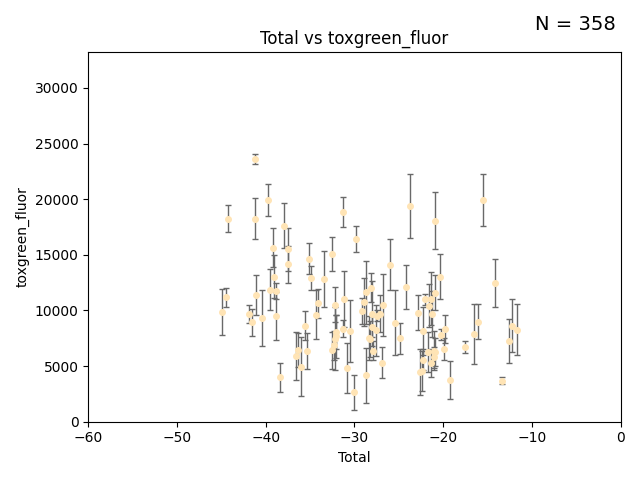 N = 358
Total vs toxgreen_fluor
30000
25000
20000
15000
10000
5000
0
toxgreen_fluor
−60 −50 −40 −30 −20 −10 0
Total